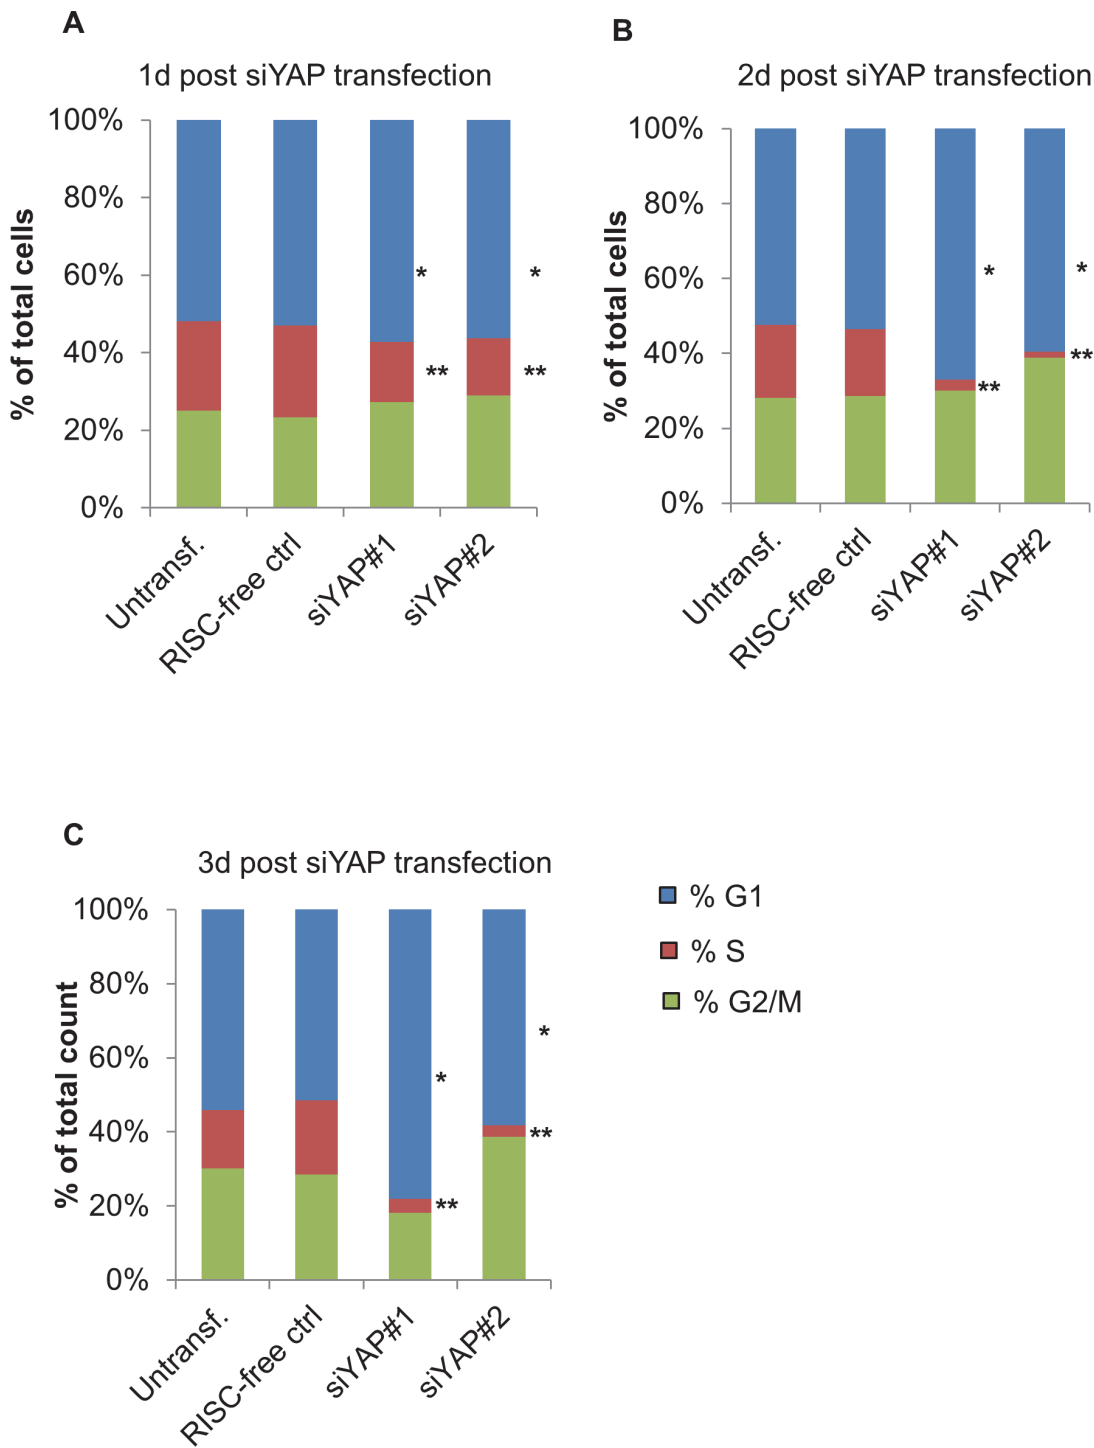 A
1d post siYAP transfection
% of total cells
100%
80%
60%
40%
20%
0%
*
*
**
**
Untransf.
RISC-free ctrl
siYAP#1
siYAP#2
B
2d post siYAP transfection
% of total cells
100%
80%
60%
40%
20%
0%
*
*
**
**
Untransf.
RISC-free ctrl
siYAP#1
siYAP#2
C
3d post siYAP transfection
% of total count
100%
80%
60%
40%
20%
0%
*
*
**
**
Untransf.
RISC-free ctrl
siYAP#1
siYAP#2
% G1
% S
% G2/M